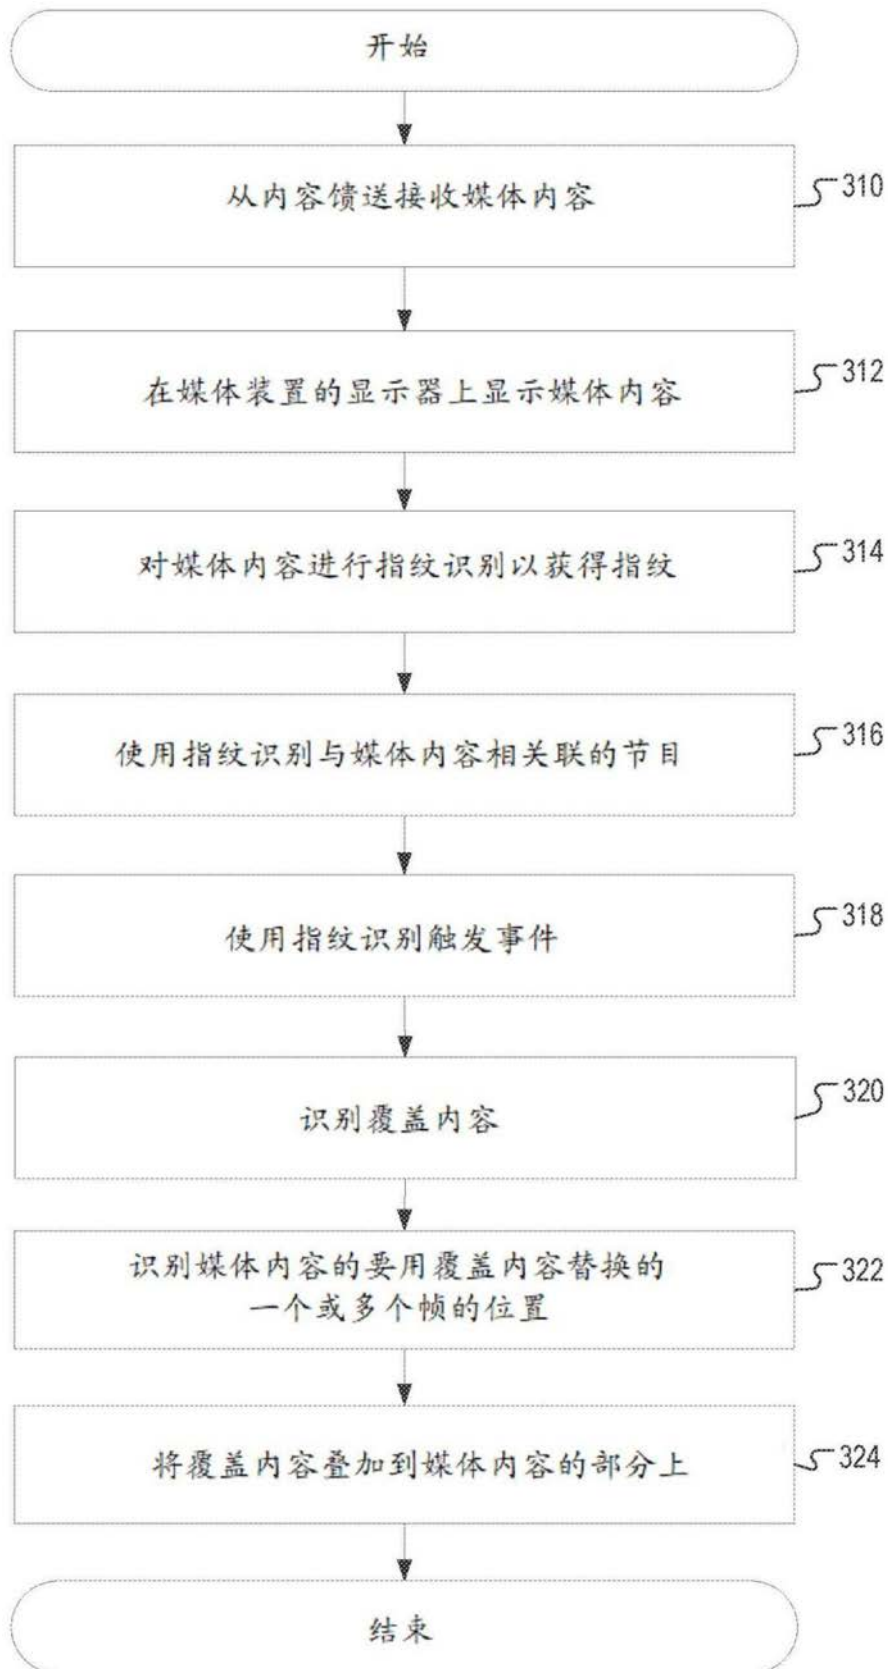 开始
从内容馈送接收媒体内容
310
在媒体装置的显示器上显示媒体内容
312
对媒体内容进行指纹识别以获得指纹
314
使用指纹识别与媒体内容相关联的节目
316
使用指纹识别触发事件
318
识别覆盖内容
320
识别媒体内容的要用覆盖内容替换的
一个或多个帧的位置
322
将覆盖内容叠加到媒体内容的部分上
324
结束